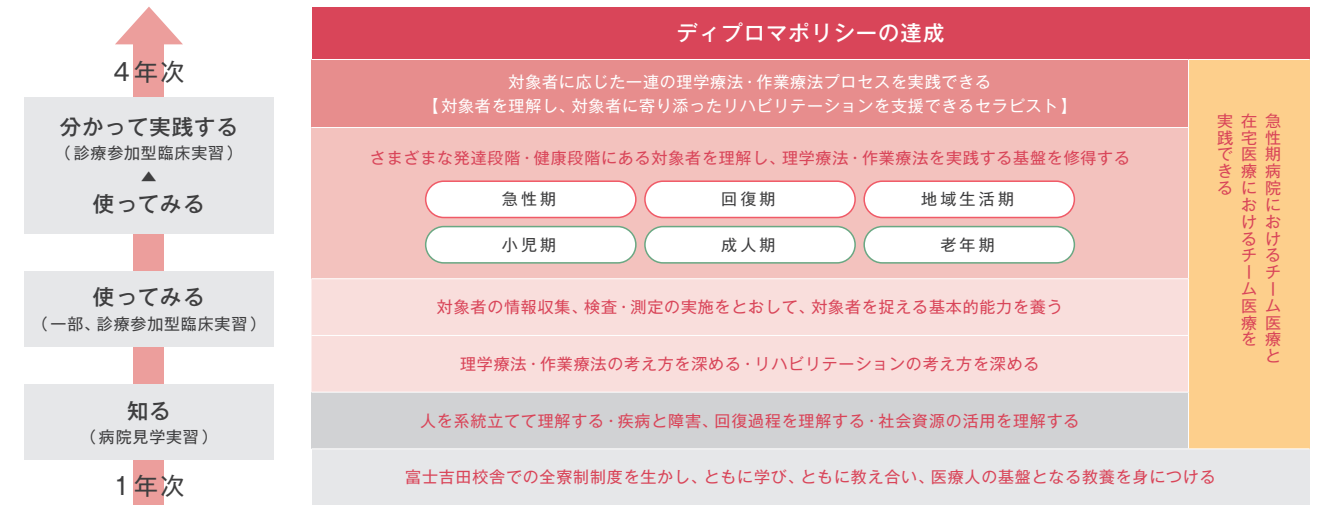 4年次
分かって実践する
（診療参加型臨床実習）
▲
使ってみる
使ってみる
（一部、診療参加型臨床実習）
知る
（病院見学実習）
1年次
ディプロマポリシーの達成
対象者に応じた一連の理学療法・作業療法プロセスを実践できる
【対象者を理解し、対象者に寄り添ったリハビリテーションを支援できるセラピスト】
さまざまな発達段階・健康段階にある対象者を理解し、理学療法・作業療法を実践する基盤を修得する
急性期 回復期 地域生活期
小児期 成人期 老年期
対象者の情報収集、検査・測定の実施をとおして、対象者を捉える基本的能力を養う
理学療法・作業療法の考え方を深める・リハビリテーションの考え方を深める
人を系統立てて理解する・疾病と障害、回復過程を理解する・社会資源の活用を理解する
富士吉田校舎での全寮制制度を生かし、ともに学び、ともに教え合い、医療人の基盤となる教養を身につける
急性期病院におけるチーム医療と
在宅医療におけるチーム医療を
実践できる